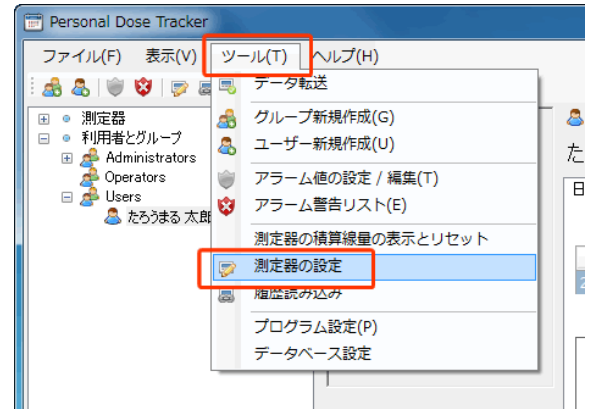 Personal Dose Tracker
ファイル(F) 表示(V) ツール(T) ヘルプ(H)
データ転送
グループ新規作成(G)
ユーザー新規作成(U)
アラーム値の設定 / 編集(T)
アラーム警告リスト(E)
測定器の積算線量の表示とリセット
測定器の設定
履歴読み込み
プログラム設定(P)
データベース設定
測定器
利用者とグループ
Administrators
Operators
Users
たろうまる 太郎
た
日